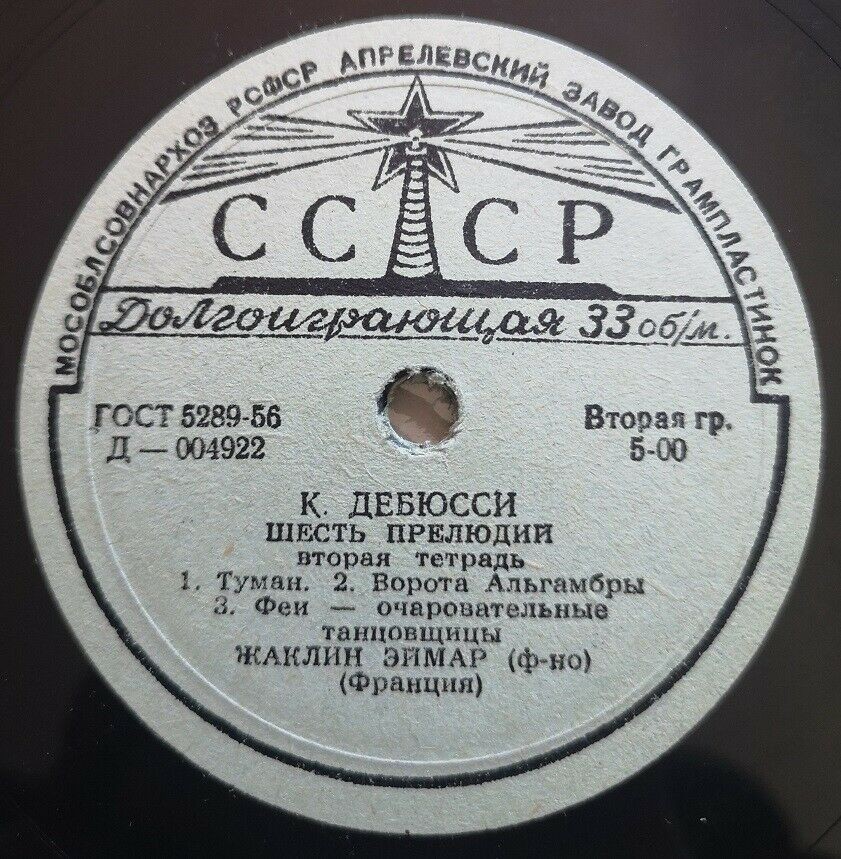 МОСОБЛСОВНАРХОЗ РСФСР АПРЕЛЕВСКИЙ ЗАВОД ГРАМПЛАСТИНОК
СССР
Долгоиграющая 33 об/м.
ГОСТ 5289-56
Д — 004922
Вторая гр.
5-00
К. ДЕБЮССИ
ШЕСТЬ ПРЕЛЮДИЙ
вторая тетрадь
1. Туман. 2. Ворота Альгамбры
3. Феи — очаровательные
танцовщицы
ЖАКЛИН ЭЙМАР (ф-но)
(Франция)